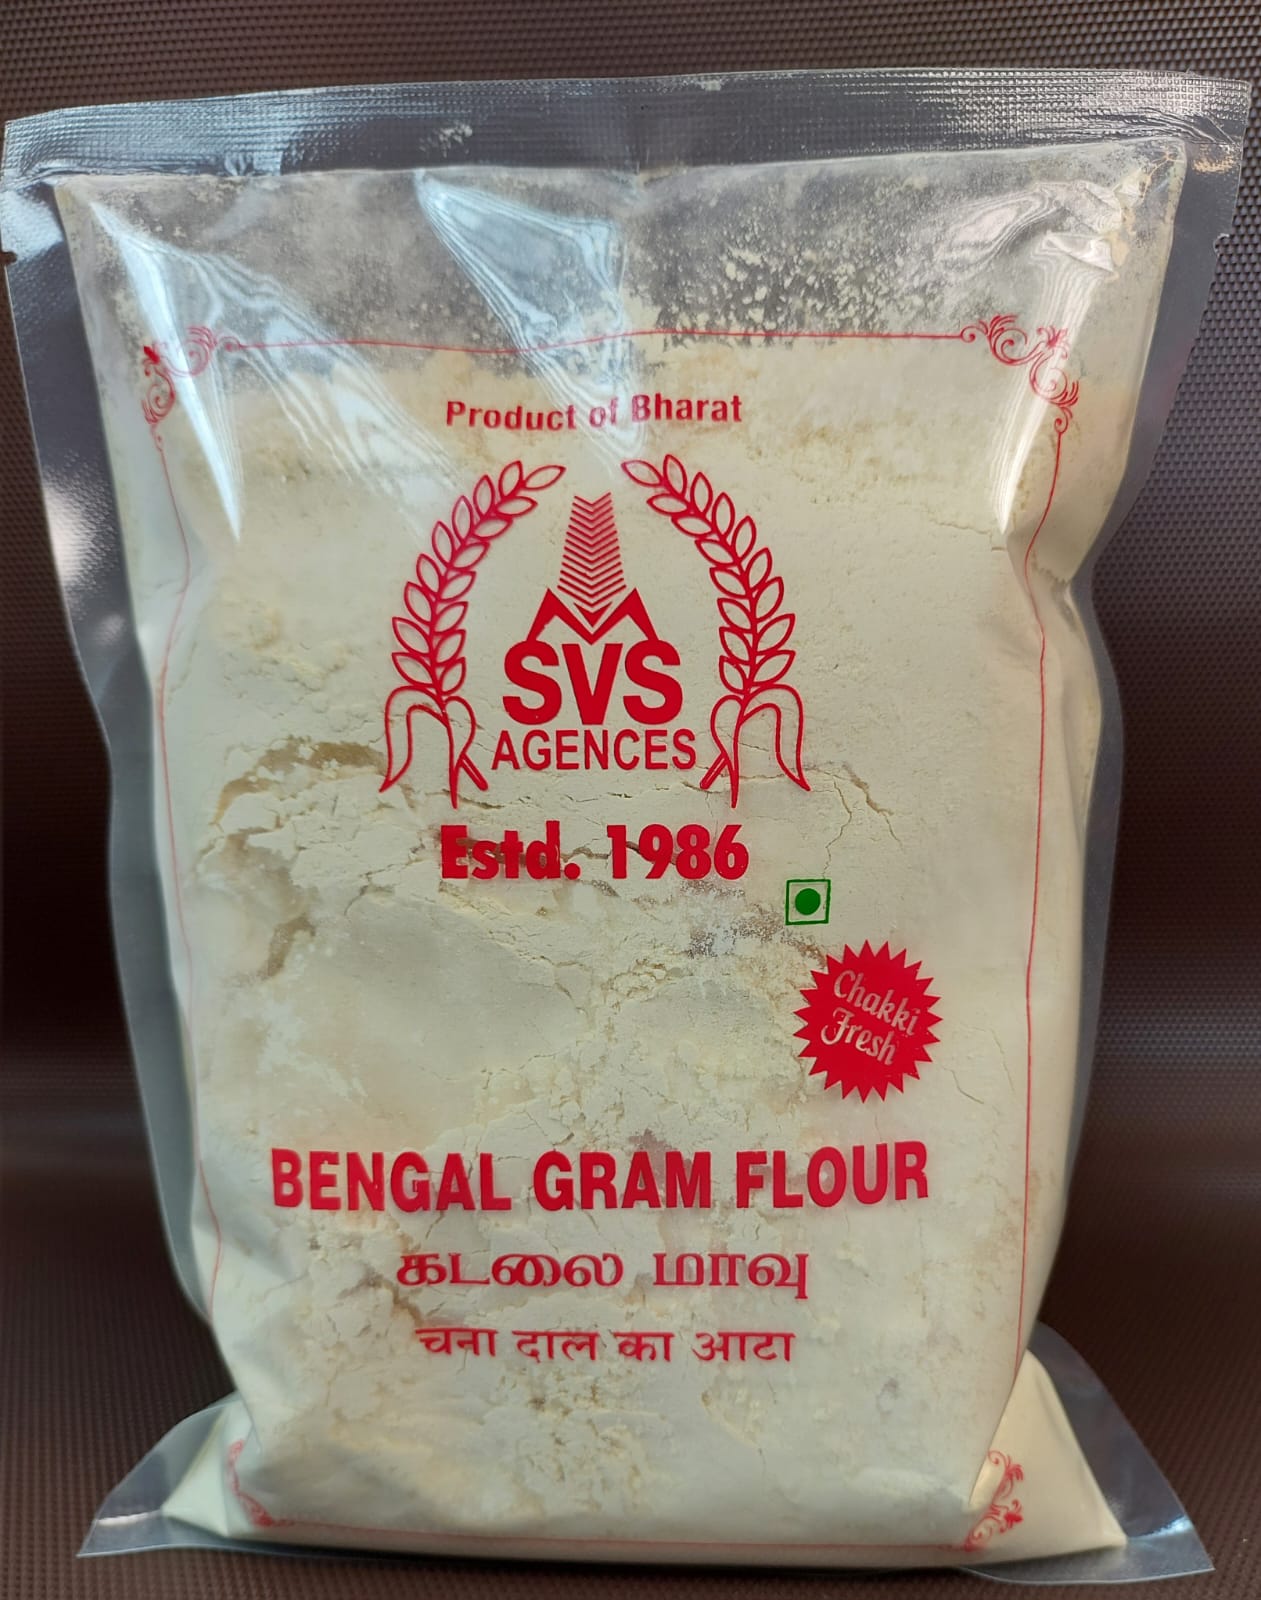 Product of Bharat
SVS
AGENCES
Estd. 1986
Chakki
Fresh
BENGAL GRAM FLOUR
கடலை மாவு
चना दाल का आटा